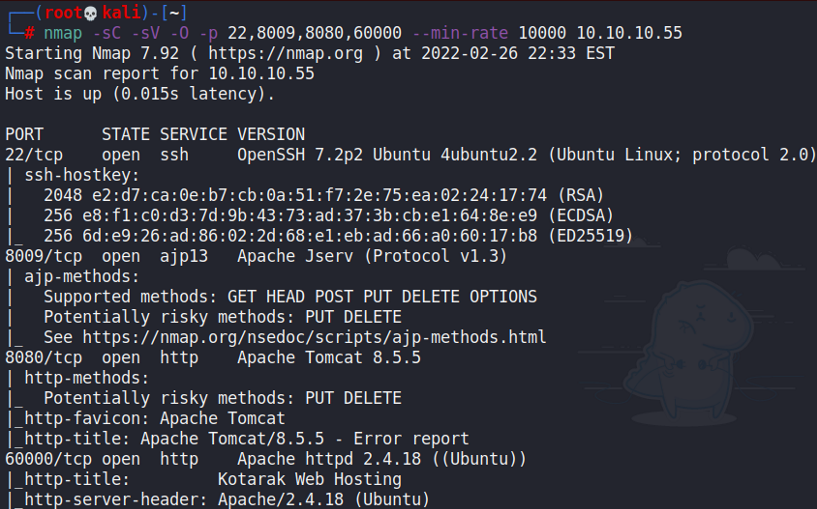 ┌──(root💀kali)-[~]
└─# nmap -sC -sV -O -p 22,8009,8080,60000 --min-rate 10000 10.10.10.55
Starting Nmap 7.92 ( https://nmap.org ) at 2022-02-26 22:33 EST
Nmap scan report for 10.10.10.55
Host is up (0.015s latency).

PORT      STATE SERVICE VERSION
22/tcp    open  ssh     OpenSSH 7.2p2 Ubuntu 4ubuntu2.2 (Ubuntu Linux; protocol 2.0)
| ssh-hostkey:
|   2048 e2:d7:ca:0e:b7:cb:0a:51:f7:2e:75:ea:02:24:17:74 (RSA)
|   256 e8:f1:c0:d3:7d:9b:43:73:ad:37:3b:cb:e1:64:8e:e9 (ECDSA)
|_  256 6d:e9:26:ad:86:02:2d:68:e1:eb:ad:66:a0:60:17:b8 (ED25519)
8009/tcp  open  ajp13   Apache Jserv (Protocol v1.3)
| ajp-methods:
|   Supported methods: GET HEAD POST PUT DELETE OPTIONS
|   Potentially risky methods: PUT DELETE
|_  See https://nmap.org/nsedoc/scripts/ajp-methods.html
8080/tcp  open  http    Apache Tomcat 8.5.5
| http-methods:
|_  Potentially risky methods: PUT DELETE
|_http-favicon: Apache Tomcat
|_http-title: Apache Tomcat/8.5.5 - Error report
60000/tcp open  http    Apache httpd 2.4.18 ((Ubuntu))
|_http-title:         Kotarak Web Hosting
|_http-server-header: Apache/2.4.18 (Ubuntu)